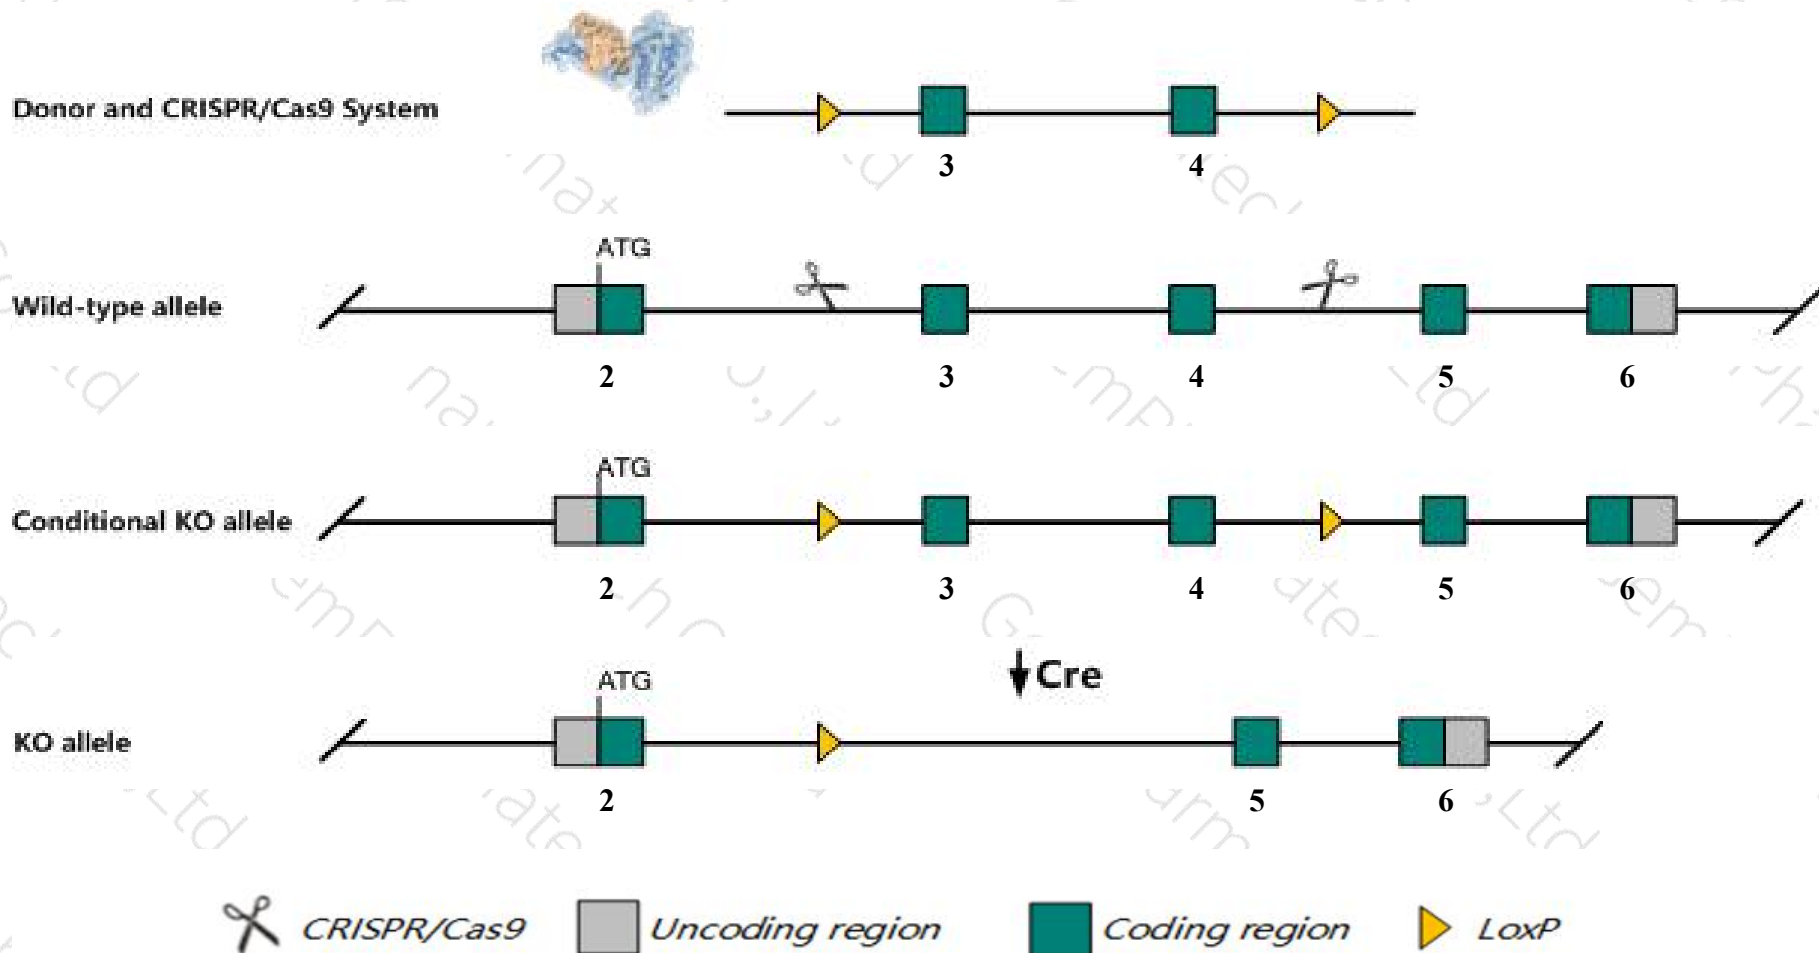 Donor and CRISPR/Cas9 System
3 4
ATG
Wild-type allele
2 3 4 5 6
ATG
Conditional KO allele
2 3 4 5 6
Cre
ATG
KO allele
2 5 6
CRISPR/Cas9 Uncoding region Coding region LoxP